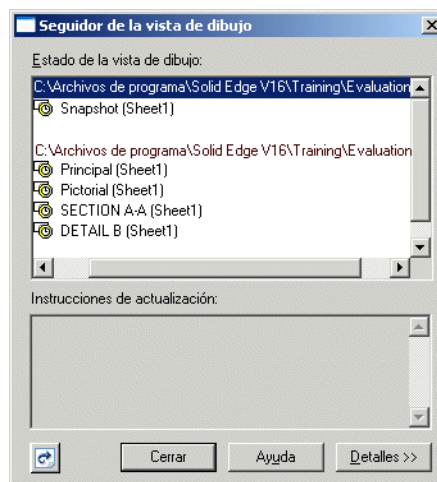 Seguidor de la vista de dibujo
Estado de la vista de dibujo:
C:\Archivos de programa\Solid Edge V16\Training\Evaluation
Snapshot (Sheet1)
C:\Archivos de programa\Solid Edge V16\Training\Evaluation
Principal (Sheet1)
Pictorial (Sheet1)
SECTION A-A (Sheet1)
DETAIL B (Sheet1)
Instrucciones de actualización:
Cerrar Ayuda Detalles >>